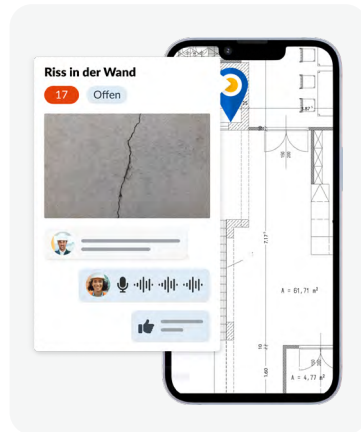 Riss in der Wand
17 Offen
A = 61,71 m²
A = 4,77 m²